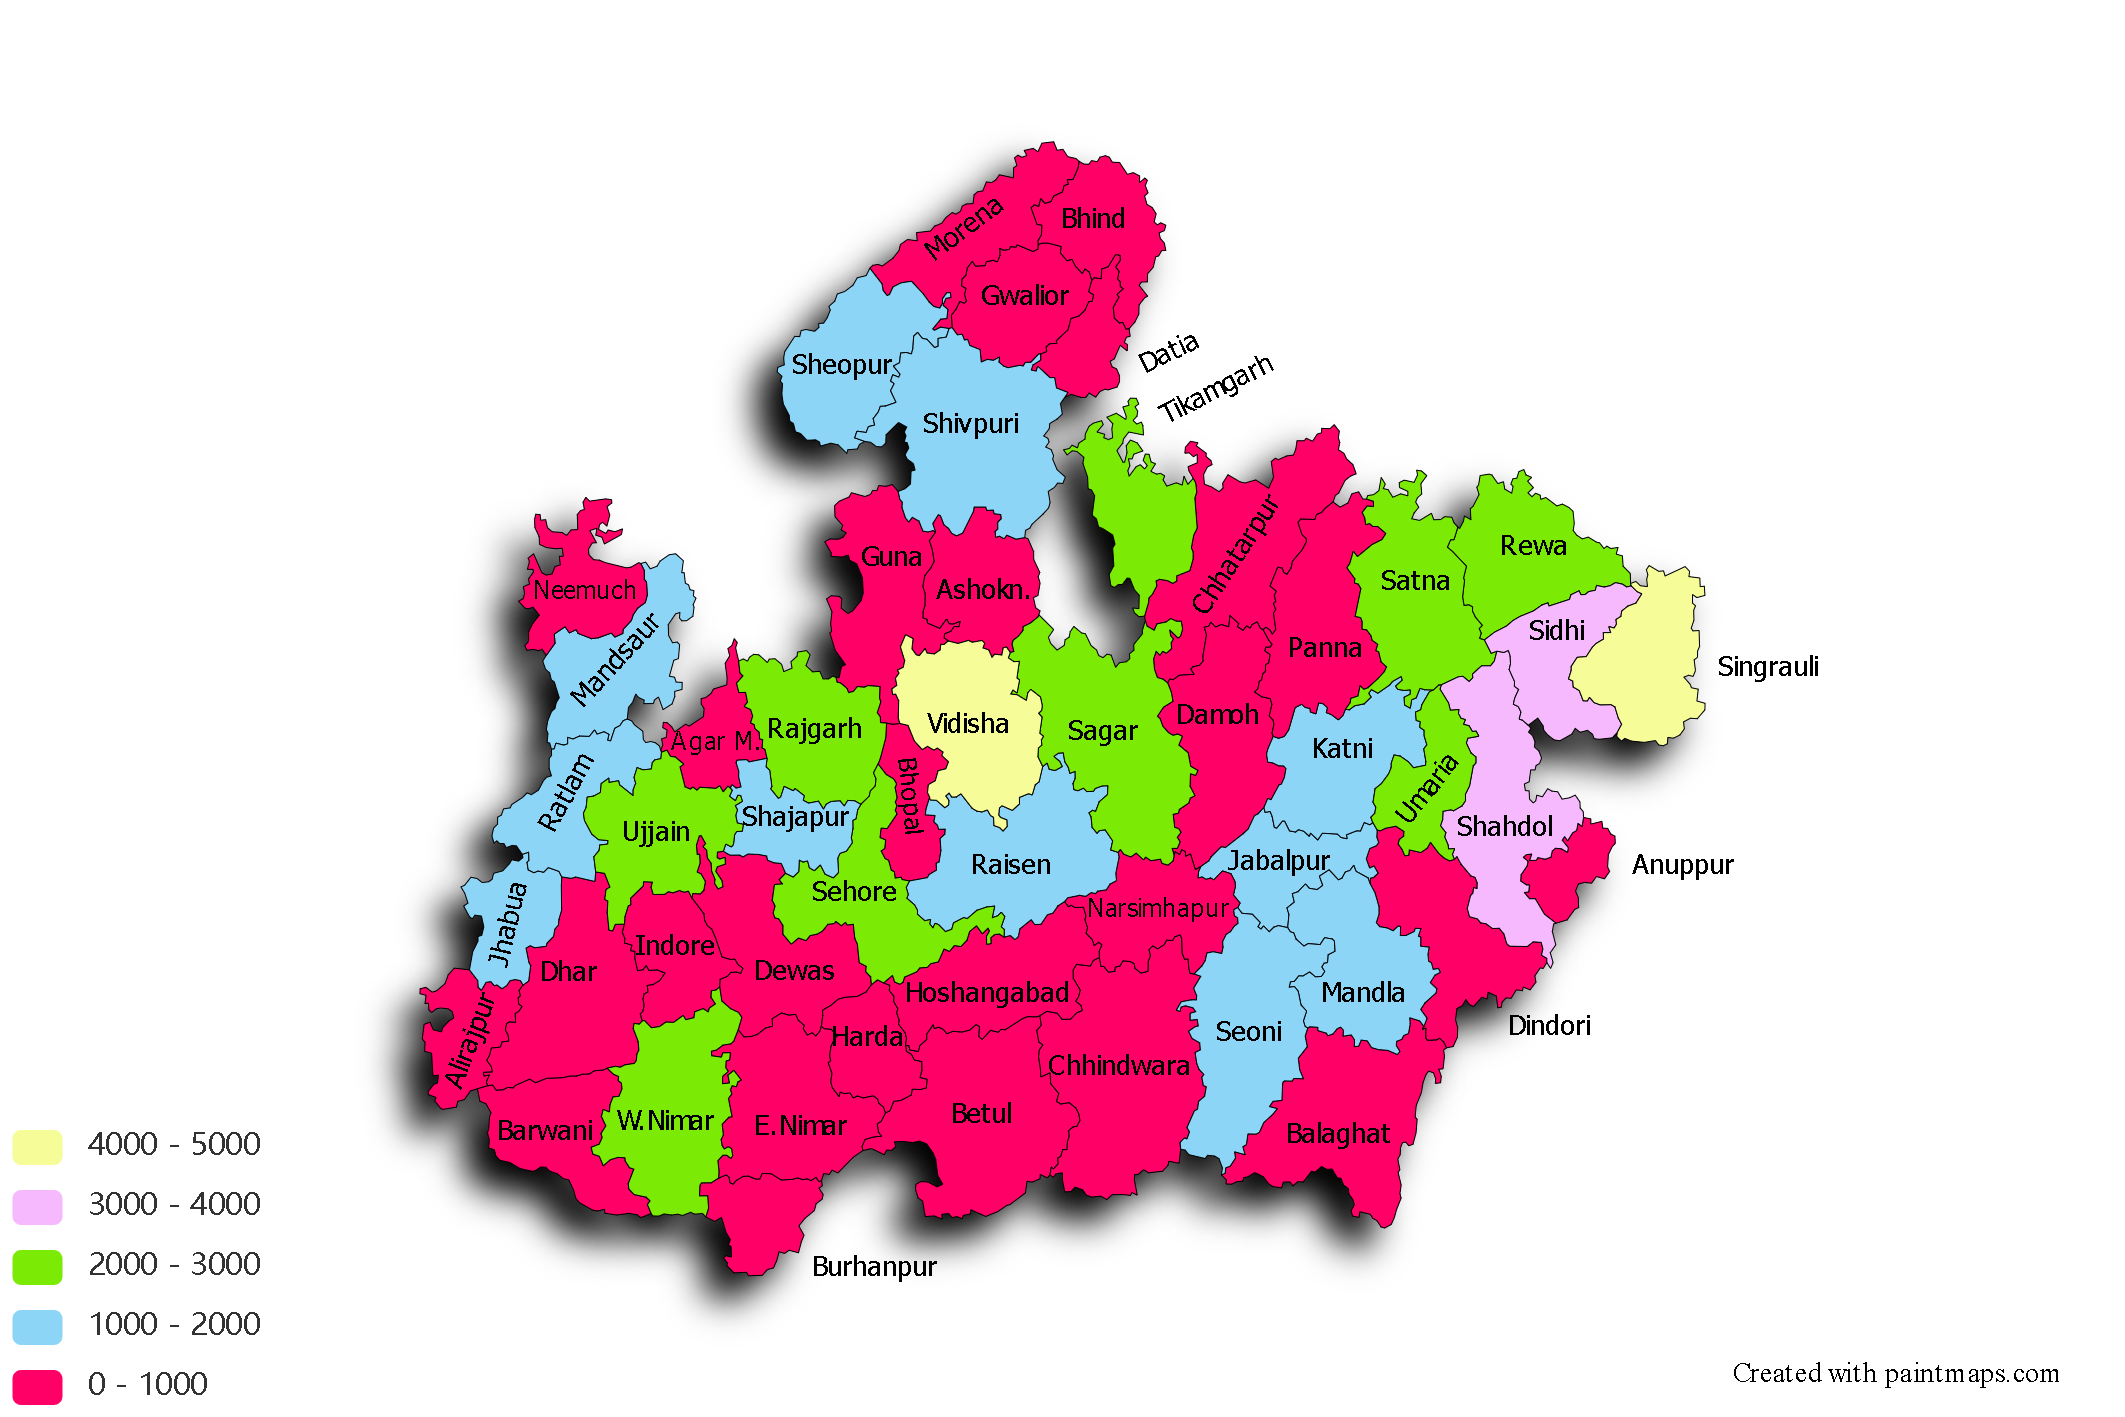 Morena
Bhind
Gwalior
Datia
Sheopur
Tikamgarh
Shivpuri
Guna
Ashokn.
Chhatarpur
Rewa
Satna
Neemuch
Sidhi
Panna
Mandsaur
Singrauli
Vidisha
Damoh
Rajgarh
Sagar
Agar M.
Katni
Ratlam
Bhopal
Umaria
Shajapur
Ujjain
Shahdol
Jabalpur
Raisen
Anuppur
Sehore
Narsimhapur
Jhabua
Indore
Dhar
Dewas
Hoshangabad
Mandla
Dindori
Seoni
Harda
Alirajpur
Chhindwara
Betul
W.Nimar
E.Nimar
Barwani
Balaghat
Burhanpur
4000 - 5000
3000 - 4000
2000 - 3000
1000 - 2000
0 - 1000
Created with paintmaps.com